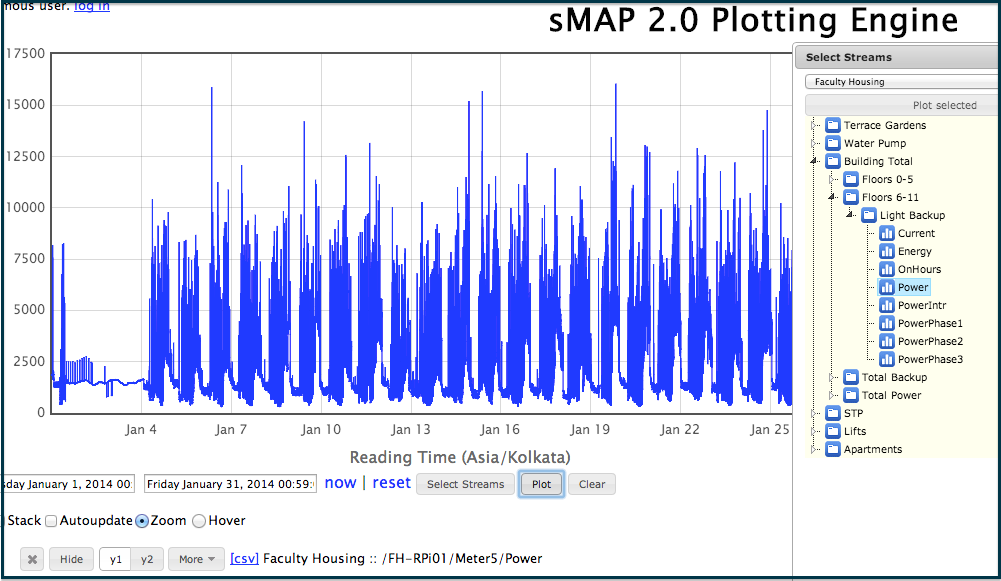 mous user. log in
sMAP 2.0 Plotting Engine
17500
15000
12500
10000
7500
5000
2500
0
Jan 4 Jan 7 Jan 10 Jan 13 Jan 16 Jan 19 Jan 22 Jan 25
Reading Time (Asia/Kolkata)
Select Streams
Faculty Housing
Plot selected
Terrace Gardens
Water Pump
Building Total
Floors 0-5
Floors 6-11
Light Backup
Current
Energy
OnHours
Power
PowerIntr
PowerPhase1
PowerPhase2
PowerPhase3
Total Backup
Total Power
STP
Lifts
Apartments
sday January 1, 2014 00: Friday January 31, 2014 00:59: now | reset Select Streams Plot Clear
Stack Autoupdate Zoom Hover
Hide y1 y2 More [csv] Faculty Housing :: /FH-RPi01/Meter5/Power